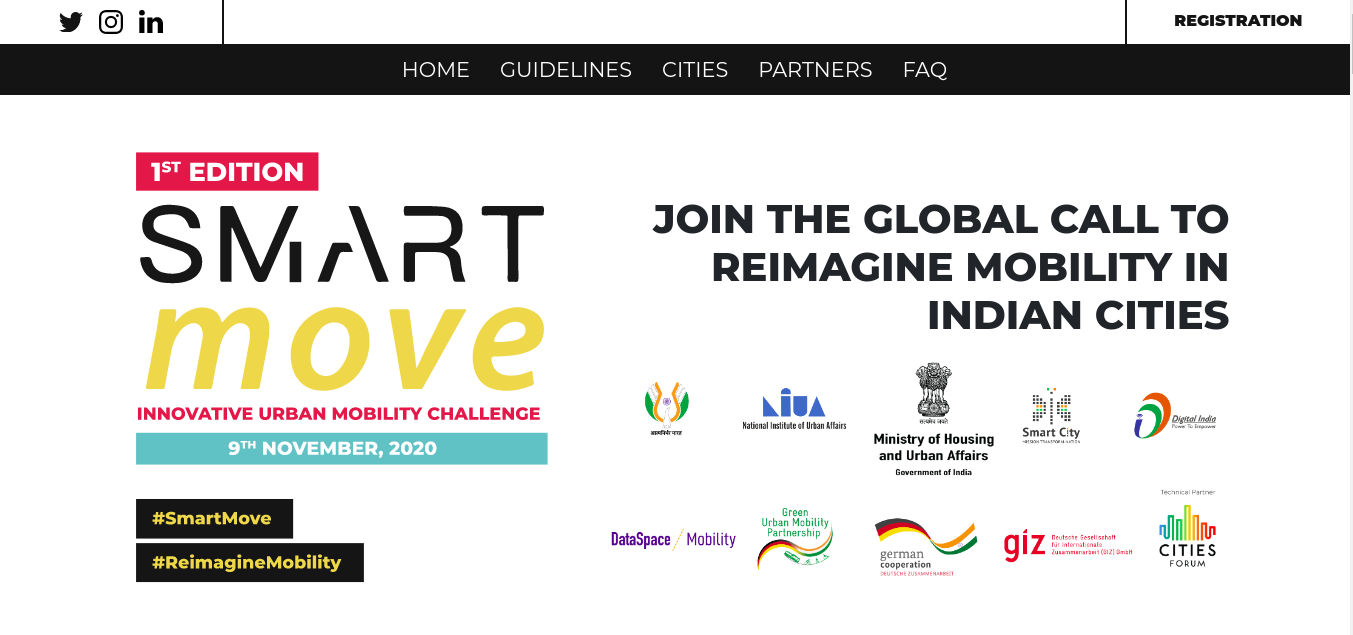 REGISTRATION
HOME GUIDELINES CITIES PARTNERS FAQ
1ST EDITION
SMART
move
INNOVATIVE URBAN MOBILITY CHALLENGE
9TH NOVEMBER, 2020
#SmartMove
#ReimagineMobility
JOIN THE GLOBAL CALL TO
REIMAGINE MOBILITY IN
INDIAN CITIES
आत्मनिर्भर भारत
NIUA
National Institute of Urban Affairs
सत्यमेव जयते
Ministry of Housing
and Urban Affairs
Government of India
Smart City
MISSION TRANSFORM-NATION
Digital India
Power To Empower
DataSpace / Mobility
Green
Urban Mobility
Partnership
german
cooperation
DEUTSCHE ZUSAMMENARBEIT
giz
Deutsche Gesellschaft
für Internationale
Zusammenarbeit (GIZ) GmbH
Technical Partner
CITIES
FORUM